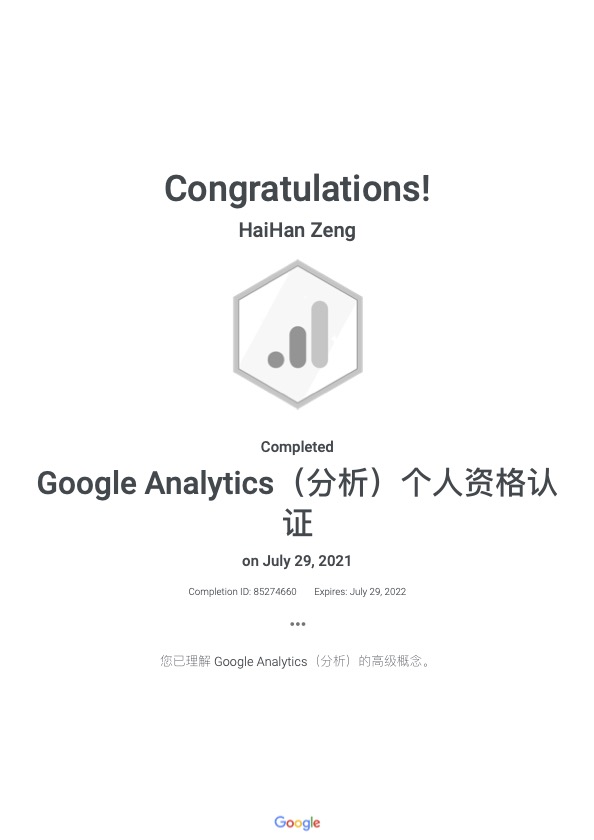 Congratulations!
HaiHan Zeng
Completed
Google Analytics（分析）个人资格认
证
on July 29, 2021
Completion ID: 85274660 Expires: July 29, 2022
•••
您已理解 Google Analytics（分析）的高级概念。
Google